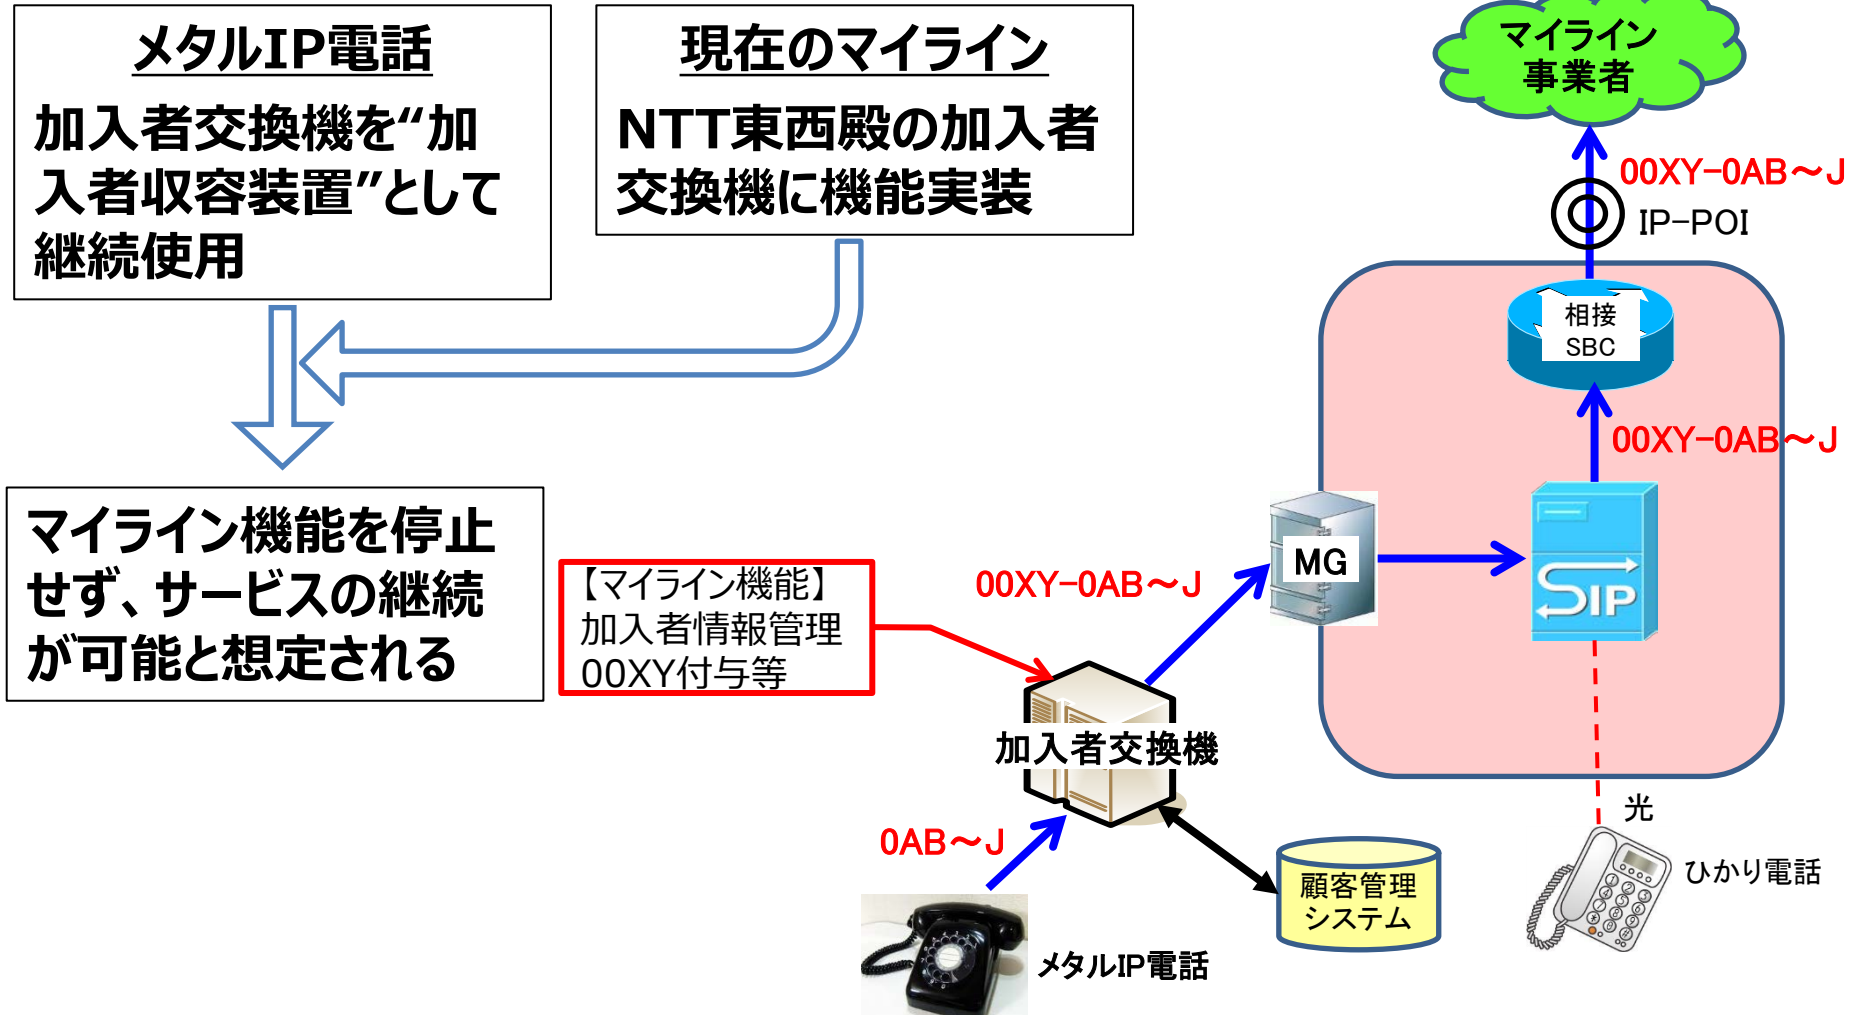 メタルIP電話
加入者交換機を“加
入者収容装置”として
継続使用
現在のマイライン
NTT東西殿の加入者
交換機に機能実装
マイライン機能を停止
せず、サービスの継続
が可能と想定される
【マイライン機能】
加入者情報管理
00XY付与等
マイライン
事業者
00XY-0AB～J
IP-POI
相接
SBC
00XY-0AB～J
00XY-0AB～J
MG
SIP
加入者交換機
0AB～J
光
ひかり電話
顧客管理
システム
メタルIP電話